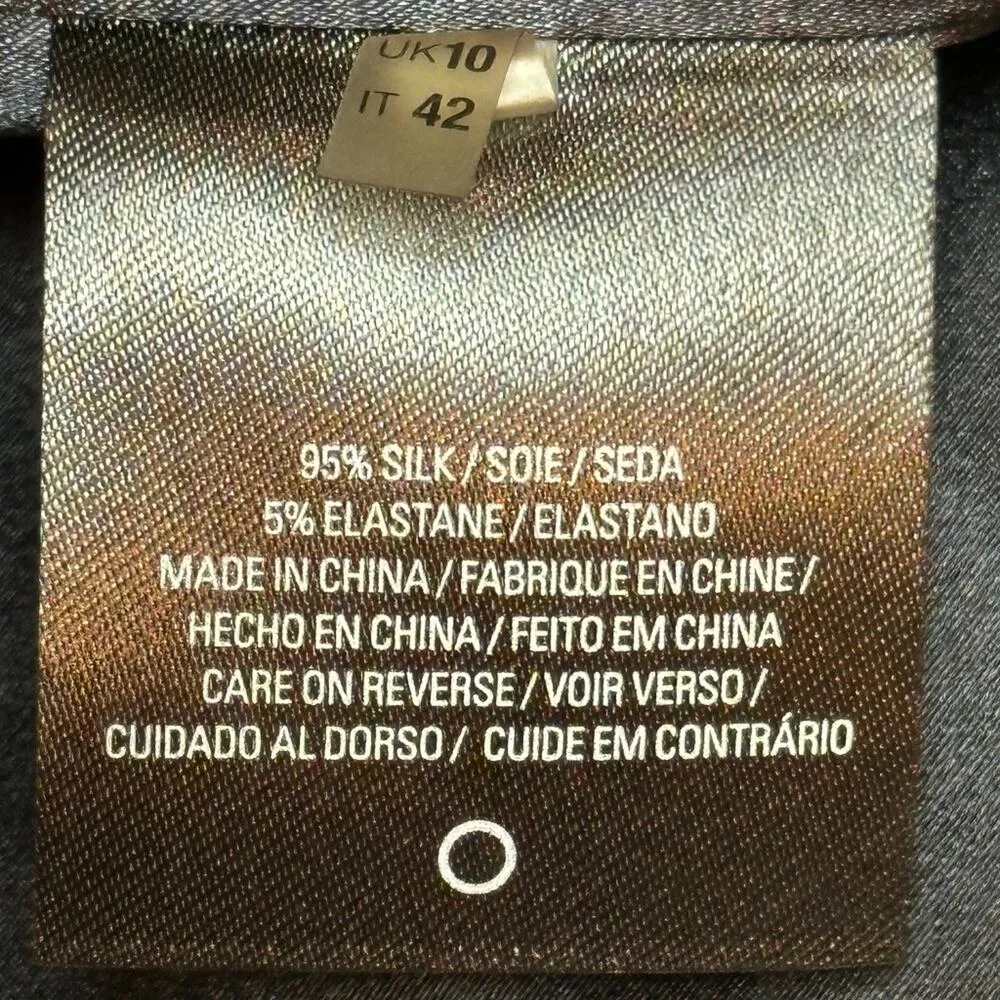 UK10
IT 42
95% SILK/SOIE/SEDA
5% ELASTANE/ELASTANO
MADE IN CHINA/FABRIQUE EN CHINE/
HECHO EN CHINA/FEITO EM CHINA
CARE ON REVERSE/VOIR VERSO/
CUIDADO AL DORSO/ CUIDE EM CONTRÁRIO